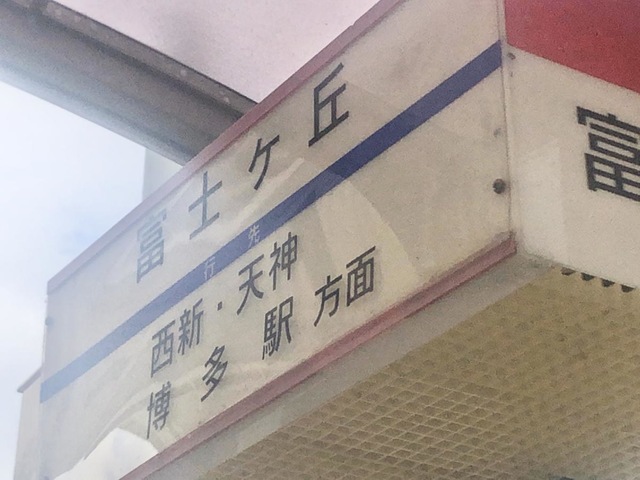 富士ケ丘
行先
西新・天神
博多駅 方面
富